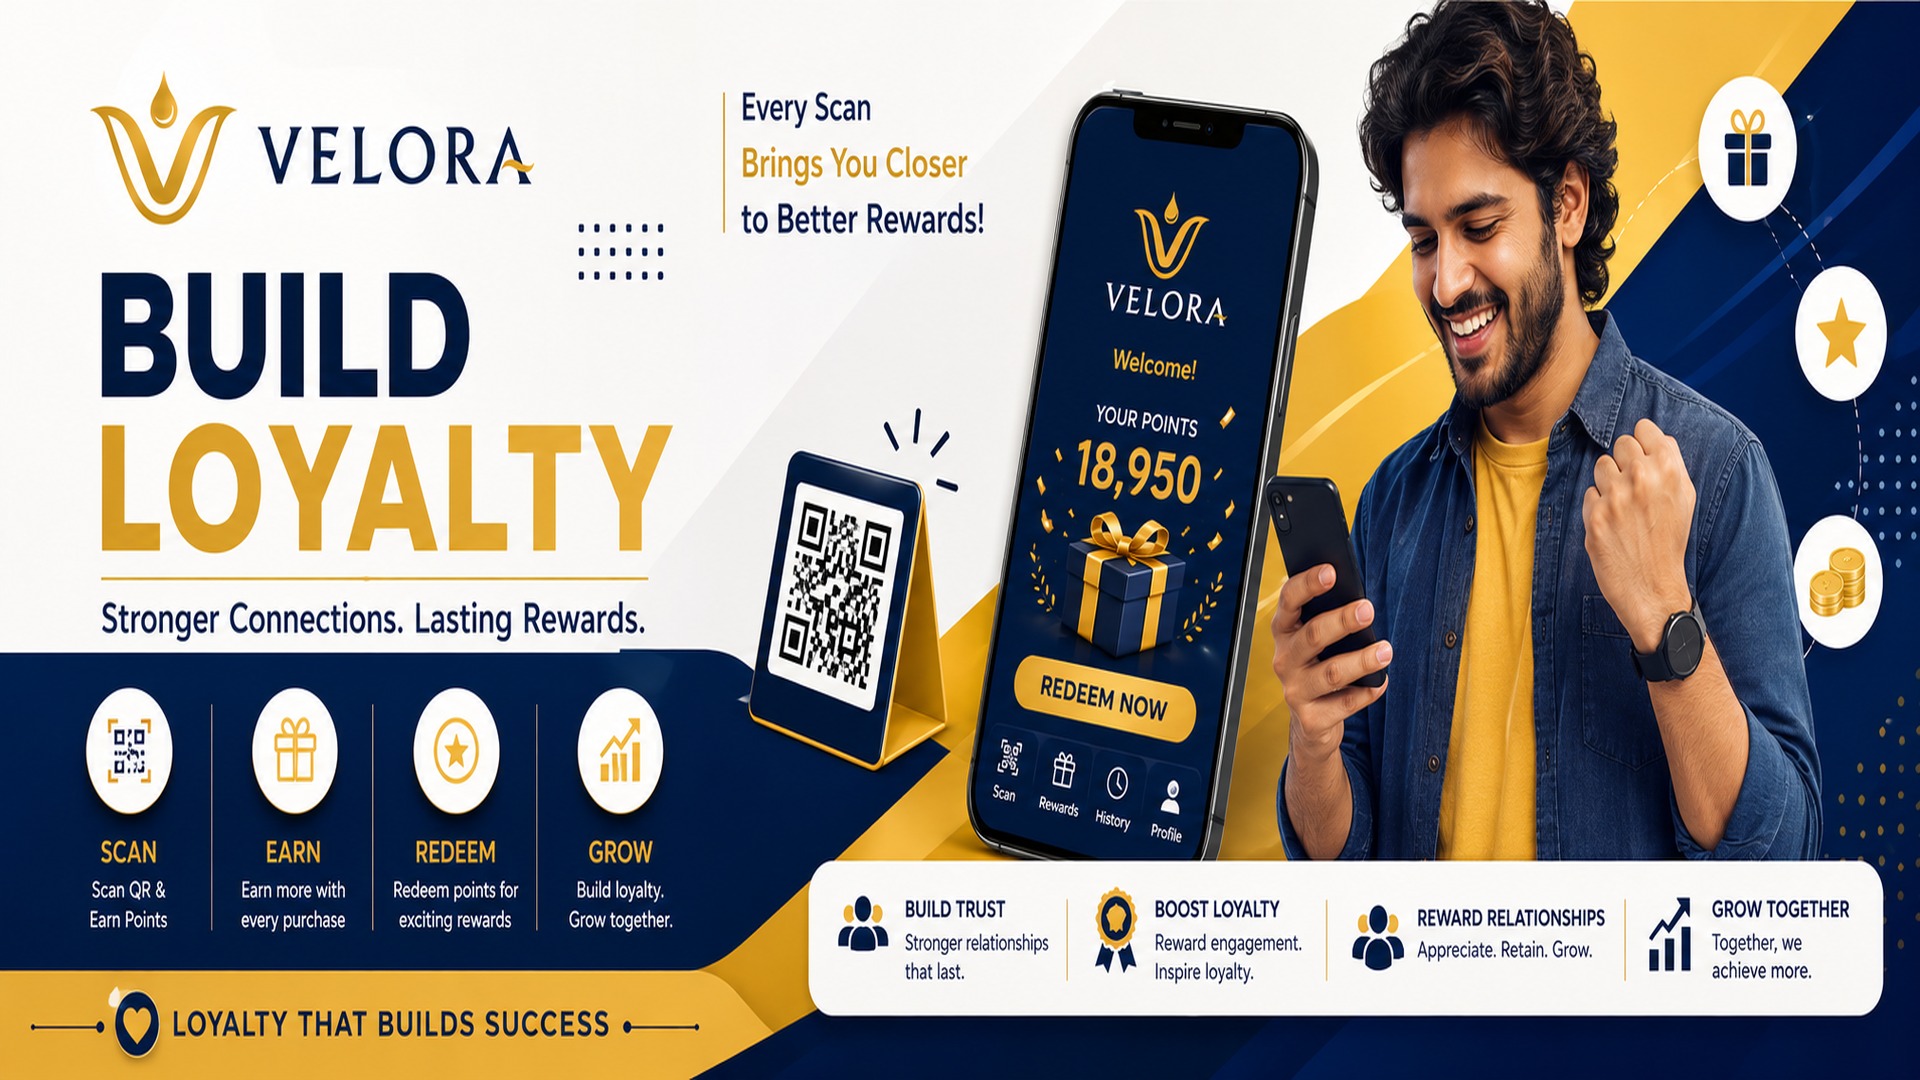 VELORA
BUILD
LOYALTY
Stronger Connections. Lasting Rewards.
Every Scan
Brings You Closer
to Better Rewards!
VELORA
Welcome!
YOUR POINTS
18,950
REDEEM NOW
Scan
Rewards
History
Profile
SCAN
Scan QR &
Earn Points
EARN
Earn more with
every purchase
REDEEM
Redeem points for
exciting rewards
GROW
Build loyalty.
Grow together.
LOYALTY THAT BUILDS SUCCESS
BUILD TRUST
Stronger relationships
that last.
BOOST LOYALTY
Reward engagement.
Inspire loyalty.
REWARD RELATIONSHIPS
Appreciate. Retain. Grow.
GROW TOGETHER
Together, we
achieve more.